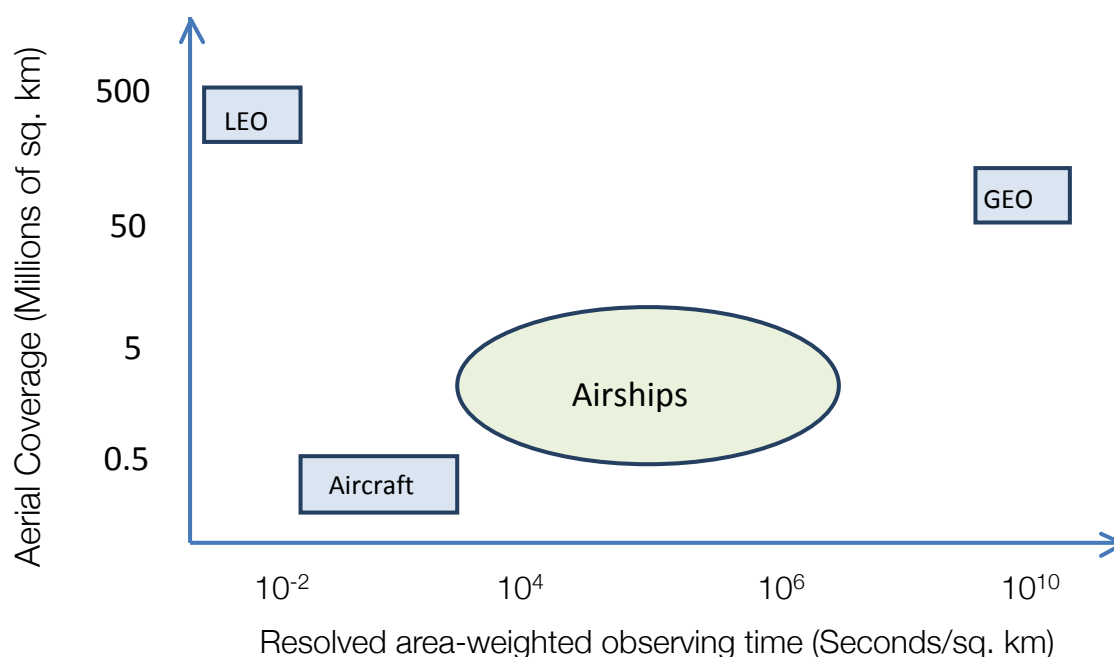 Aerial Coverage (Millions of sq. km)
500
50
5
0.5
LEO
GEO
Airships
Aircraft
10⁻² 10⁴ 10⁶ 10¹⁰
Resolved area-weighted observing time (Seconds/sq. km)